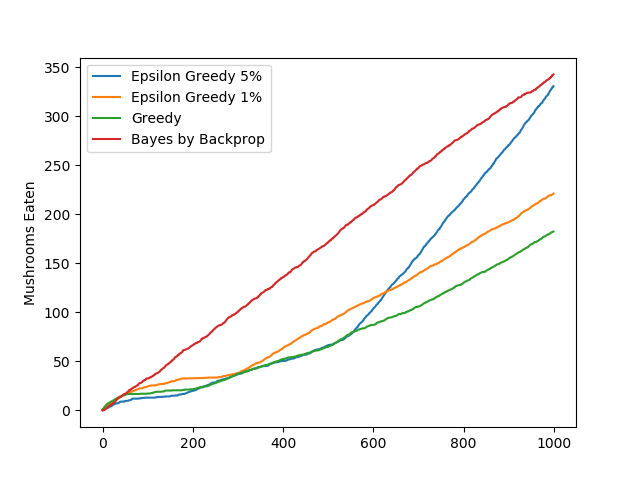 Epsilon Greedy 5%
Epsilon Greedy 1%
Greedy
Bayes by Backprop
Mushrooms Eaten
350
300
250
200
150
100
50
0
0 200 400 600 800 1000